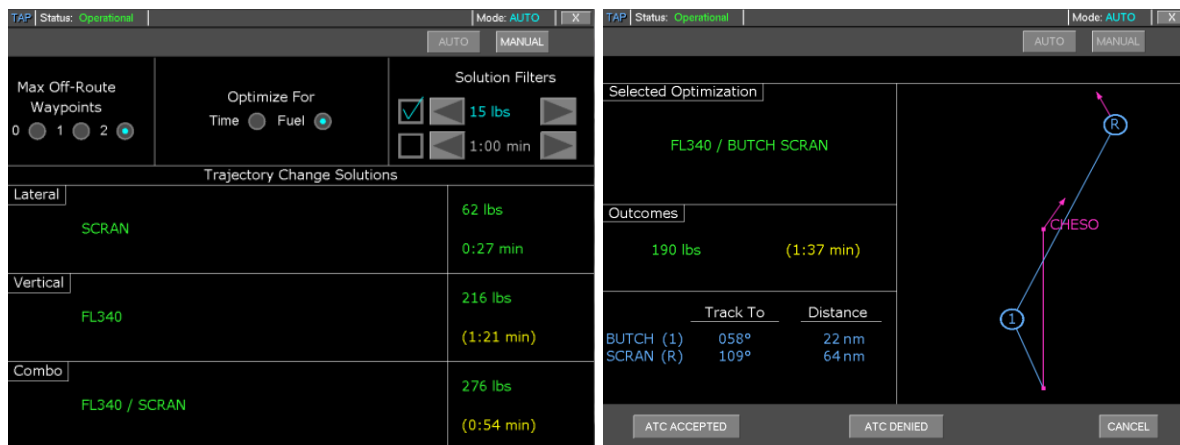 TAP Status: Operational Mode: AUTO X
AUTO MANUAL
Max Off-Route
Waypoints
0 1 2
Optimize For
Time Fuel
Solution Filters
15 lbs
1:00 min
Trajectory Change Solutions
Lateral
SCRAN
62 lbs
0:27 min
Vertical
FL340
216 lbs
(1:21 min)
Combo
FL340 / SCRAN
276 lbs
(0:54 min)
TAP Status: Operational Mode: AUTO X
AUTO MANUAL
Selected Optimization
FL340 / BUTCH SCRAN
Outcomes
190 lbs (1:37 min)
Track To Distance
BUTCH (1) 058° 22 nm
SCRAN (R) 109° 64 nm
R
CHESO
1
ATC ACCEPTED ATC DENIED CANCEL